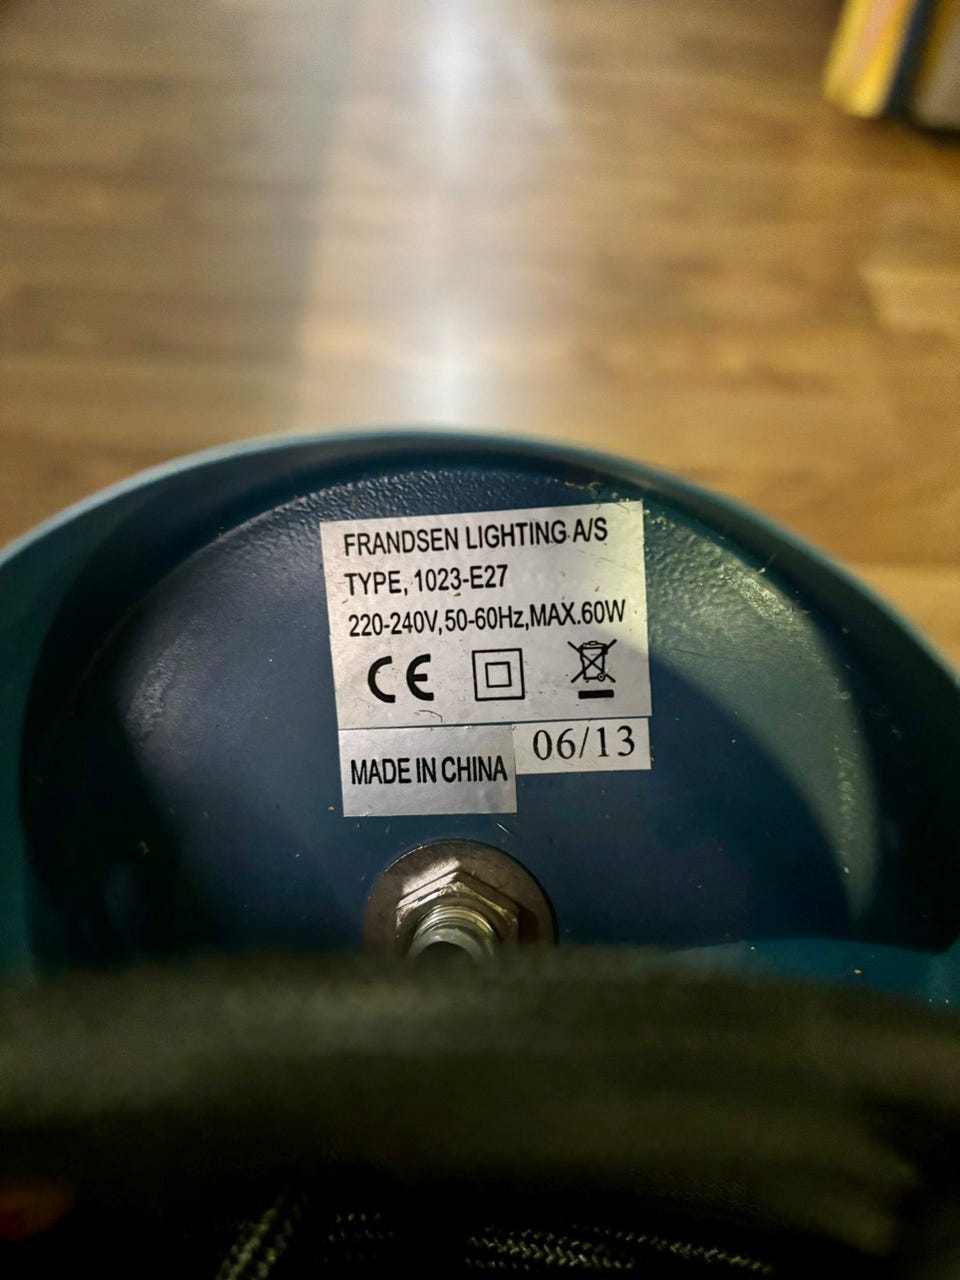 FRANDSEN LIGHTING A/S
TYPE, 1023-E27
220-240V,50-60Hz,MAX.60W
CE
06/13
MADE IN CHINA